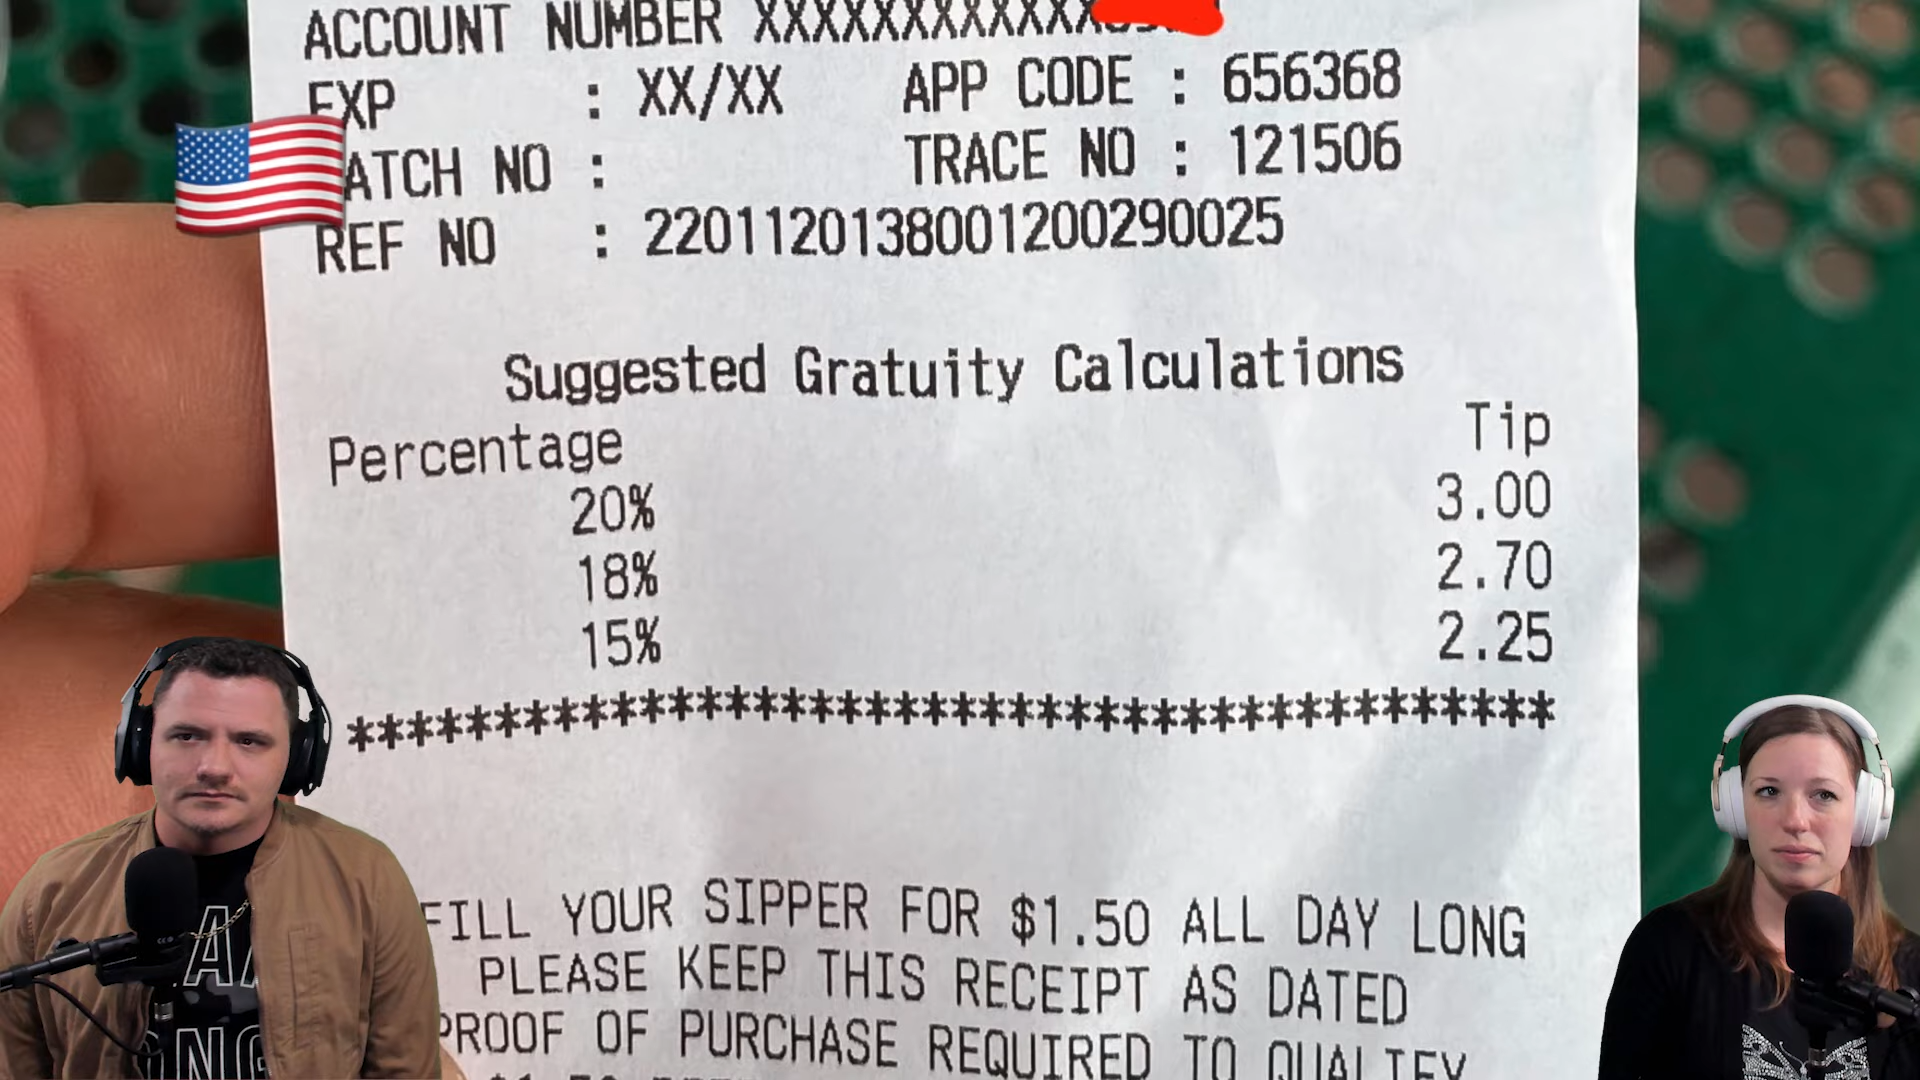 ACCOUNT NUMBER XXXXXXXXXXXX
EXP : XX/XX APP CODE : 656368
ATCH NO : TRACE NO : 121506
REF NO : 220112013800120029​0025
Suggested Gratuity Calculations
Percentage Tip
20% 3.00
18% 2.70
15% 2.25
*******************************************
FILL YOUR SIPPER FOR $1.50 ALL DAY LONG
PLEASE KEEP THIS RECEIPT AS DATED
PROOF OF PURCHASE REQUIRED TO QUALIFY